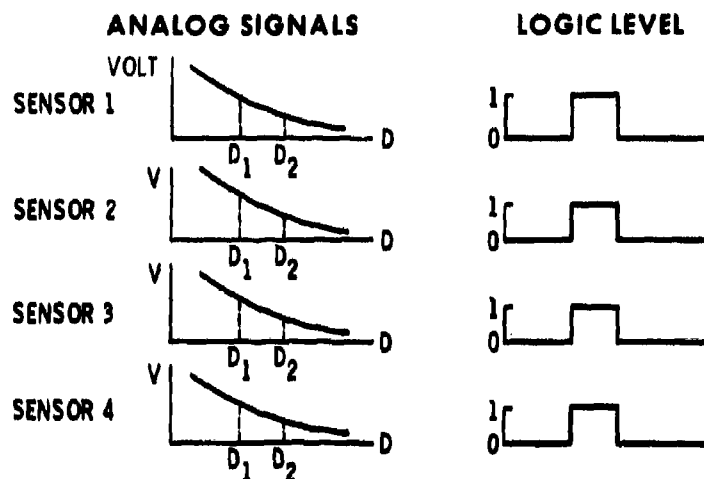 ANALOG SIGNALS LOGIC LEVEL
VOLT
SENSOR 1
D
D1 D2
1
0
V
SENSOR 2
D
D1 D2
1
0
V
SENSOR 3
D
D1 D2
1
0
V
SENSOR 4
D
D1 D2
1
0